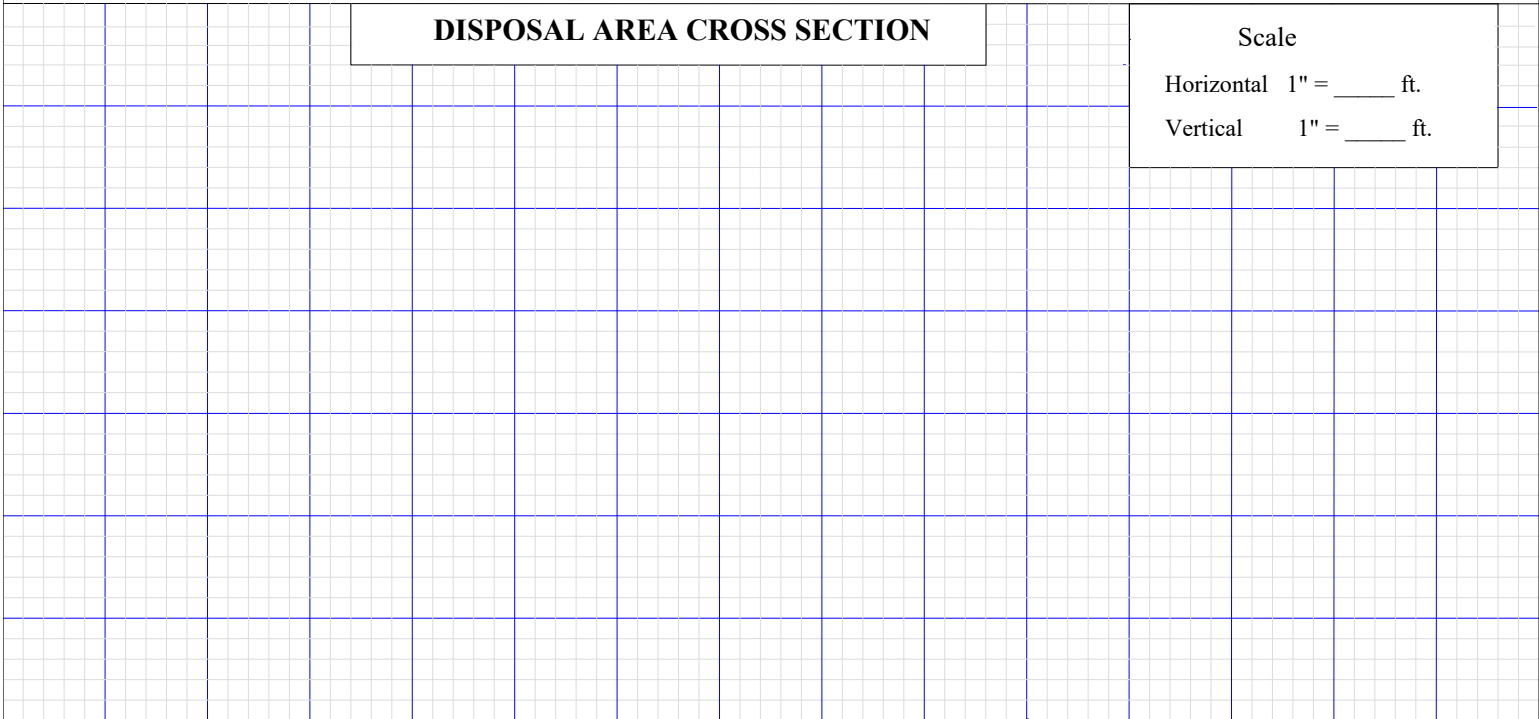 DISPOSAL AREA CROSS SECTION
Scale
Horizontal 1" = _____ ft.
Vertical 1" = _____ ft.